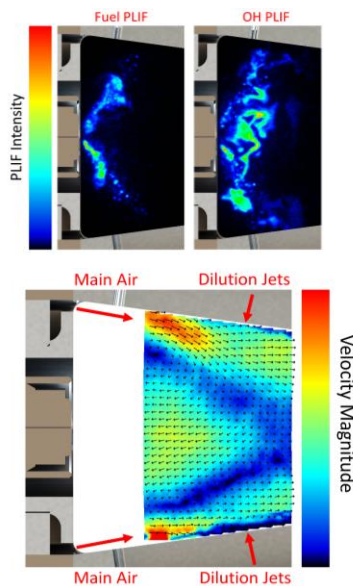 Fuel PLIF
OH PLIF
PLIF Intensity
Main Air
Dilution Jets
Velocity Magnitude
Main Air
Dilution Jets